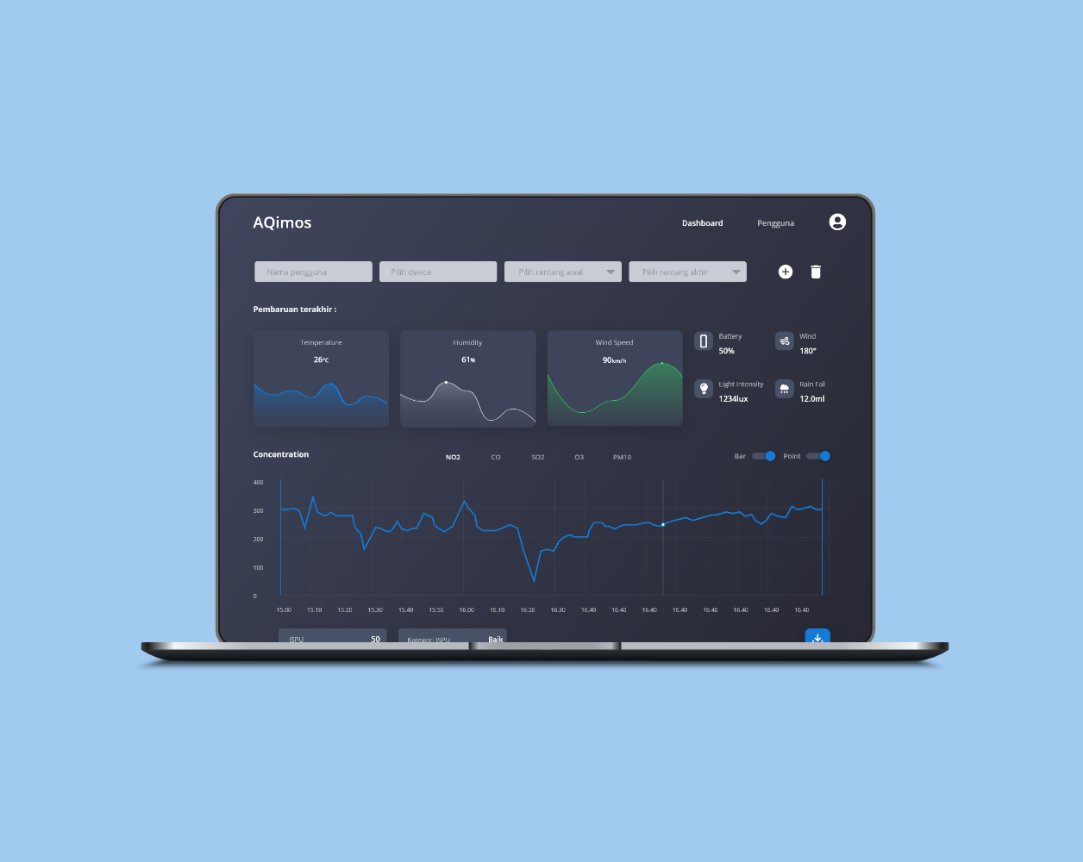 AQimos
Dashboard
Pengguna
Nama pengguna
Pilih device
Pilih rentang awal
Pilih rentang akhir
Pembaruan terakhir :
Temperature
26°C
Humidity
61%
Wind Speed
90km/h
Battery
50%
Wind
180°
Light Intensity
1234lux
Rain Fall
12.0ml
Concentration
NO2 CO SO2 O3 PM10
Bar
Point
400
300
200
100
0
15.00 15.10 15.20 15.30 15.40 15.50 16.00 16.10 16.20 16.30 16.40 16.40 16.40 16.40 16.40 16.40 16.40 16.40
ISPU 50
Kategori ISPU Baik